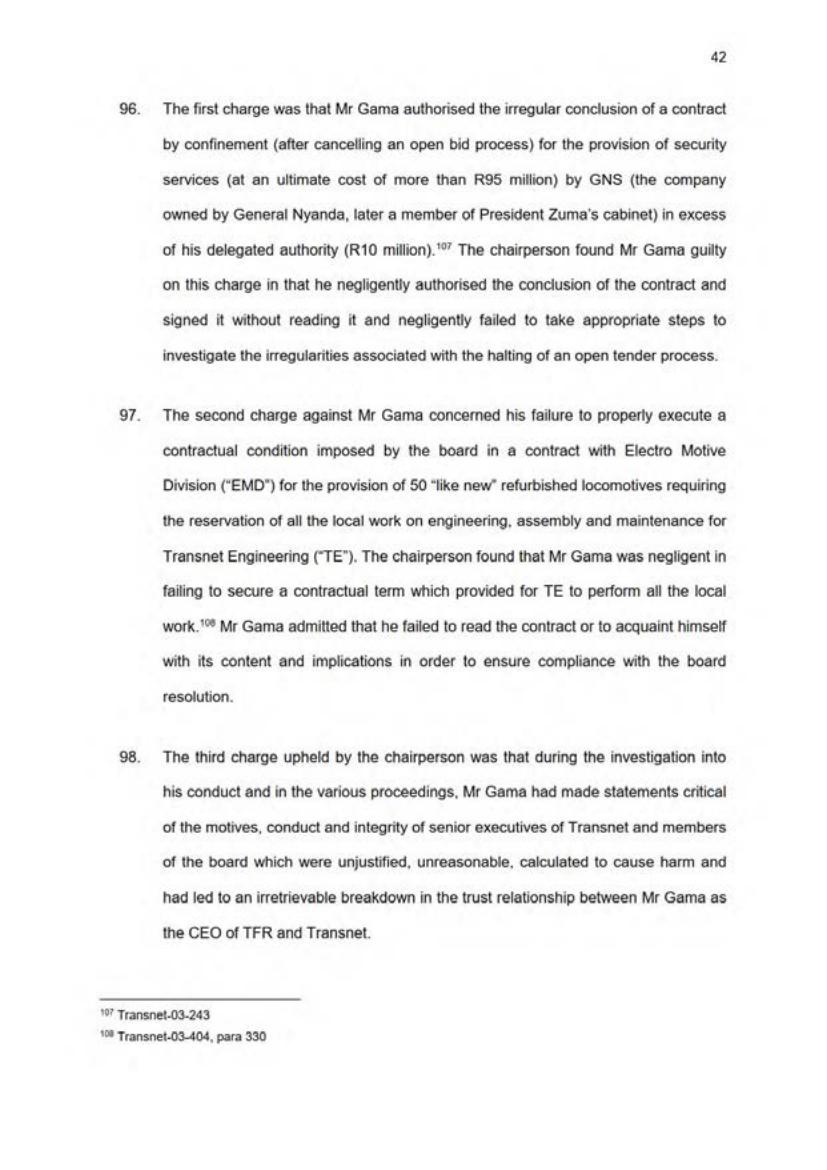 42
96. The first charge was that Mr Gama authorised the irregular conclusion of a contract
by confinement (after cancelling an open bid process) for the provision of security
services (at an ultimate cost of more than R95 million) by GNS (the company
owned by General Nyanda, later a member of President Zuma's cabinet) in excess
of his delegated authority (R10 million).107 The chairperson found Mr Gama guilty
on this charge in that he negligently authorised the conclusion of the contract and
signed it without reading it and negligently failed to take appropriate steps to
investigate the irregularities associated with the halting of an open tender process.
97. The second charge against Mr Gama concerned his failure to properly execute a
contractual condition imposed by the board in a contract with Electro Motive
Division ("EMD") for the provision of 50 "like new" refurbished locomotives requiring
the reservation of all the local work on engineering, assembly and maintenance for
Transnet Engineering ("TE"). The chairperson found that Mr Gama was negligent in
failing to secure a contractual term which provided for TE to perform all the local
work.108 Mr Gama admitted that he failed to read the contract or to acquaint himself
with its content and implications in order to ensure compliance with the board
resolution.
98. The third charge upheld by the chairperson was that during the investigation into
his conduct and in the various proceedings, Mr Gama had made statements critical
of the motives, conduct and integrity of senior executives of Transnet and members
of the board which were unjustified, unreasonable, calculated to cause harm and
had led to an irretrievable breakdown in the trust relationship between Mr Gama as
the CEO of TFR and Transnet.
107 Transnet-03-243
108 Transnet-03-404, para 330